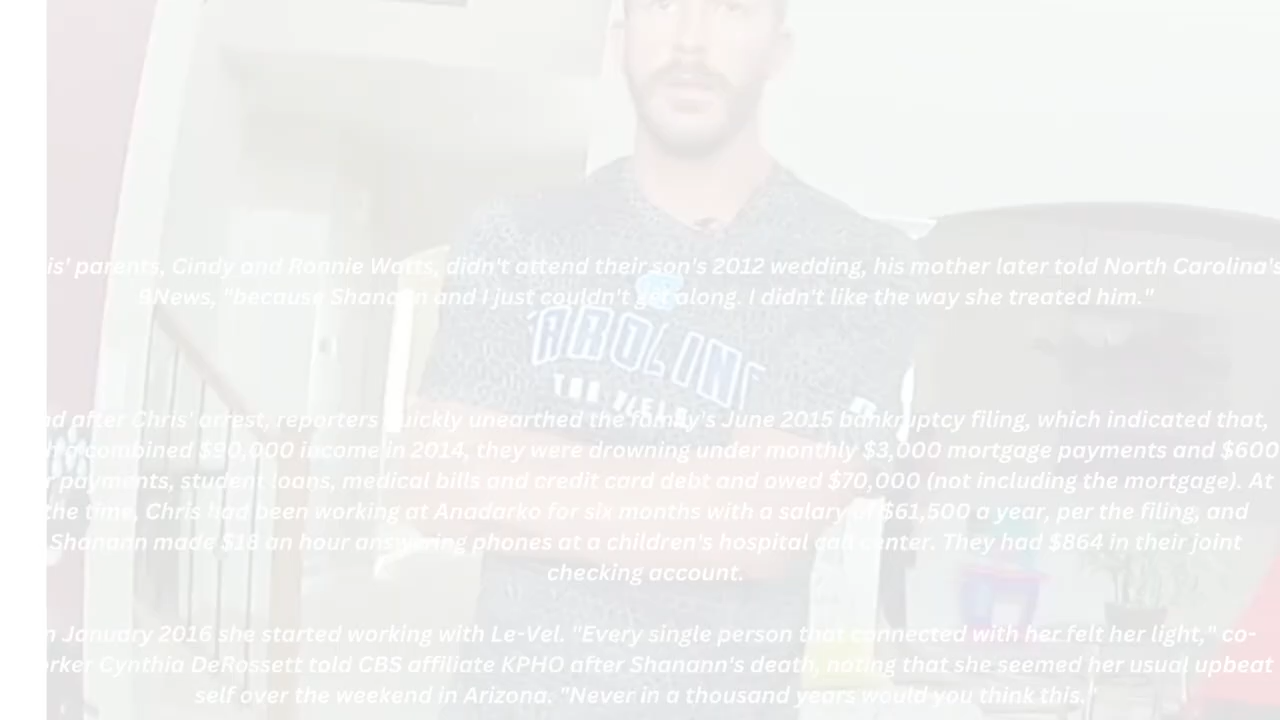 is' parents, Cindy and Ronnie Watts, didn't attend their son's 2012 wedding, his mother later told North Carolina's
BNews, "because Shanann and I just couldn't get along. I didn't like the way she treated him."
AROLIN
TAR HEELS
nd after Chris' arrest, reporters quickly unearthed the family's June 2015 bankruptcy filing, which indicated that,
h a combined $90,000 income in 2014, they were drowning under monthly $3,000 mortgage payments and $600
r payments, student loans, medical bills and credit card debt and owed $70,000 (not including the mortgage). At
the time, Chris had been working at Anadarko for six months with a salary of $61,500 a year, per the filing, and
Shanann made $18 an hour answering phones at a children's hospital call center. They had $864 in their joint
checking account.
n January 2016 she started working with Le-Vel. "Every single person that connected with her felt her light," co-
orker Cynthia DeRossett told CBS affiliate KPHO after Shanann's death, noting that she seemed her usual upbeat
self over the weekend in Arizona. "Never in a thousand years would you think this."